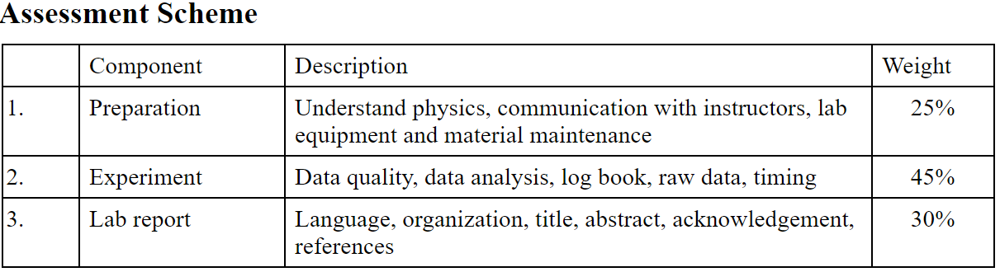 Assessment Scheme
Component Description Weight
1. Preparation Understand physics, communication with instructors, lab 25%
equipment and material maintenance
2. Experiment Data quality, data analysis, log book, raw data, timing 45%
3. Lab report Language, organization, title, abstract, acknowledgement, 30%
references